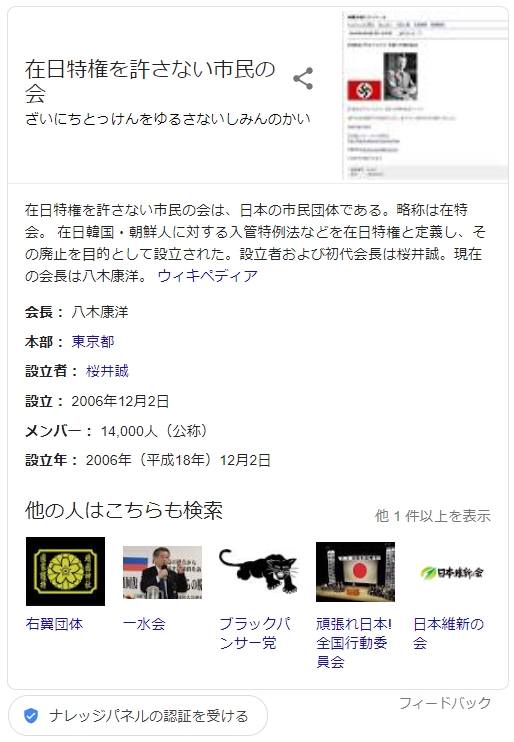 在日特権を許さない市民の
会
ざいにちとっけんをゆるさないしみんのかい
在日特権を許さない市民の会は、日本の市民団体である。略称は在特
会。 在日韓国・朝鮮人に対する入管特例法などを在日特権と定義し、そ
の廃止を目的として設立された。設立者および初代会長は桜井誠。現在
の会長は八木康洋。 ウィキペディア
会長： 八木康洋
本部： 東京都
設立者： 桜井誠
設立： 2006年12月2日
メンバー： 14,000人（公称）
設立年： 2006年（平成18年）12月2日
他の人はこちらも検索
他 1 件以上を表示
日本維新の会
右翼団体
一水会
ブラックパ
ンサー党
頑張れ日本!
全国行動委
員会
日本維新の
会
フィードバック
ナレッジパネルの認証を受ける